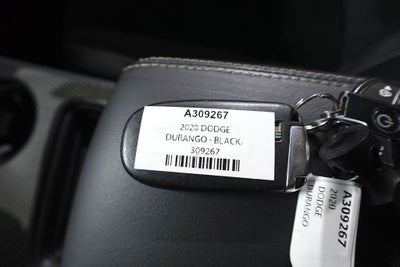 A309267
2020 DODGE
DURANGO - BLACK/
309267
A309267
2020
DODGE
DURANGO